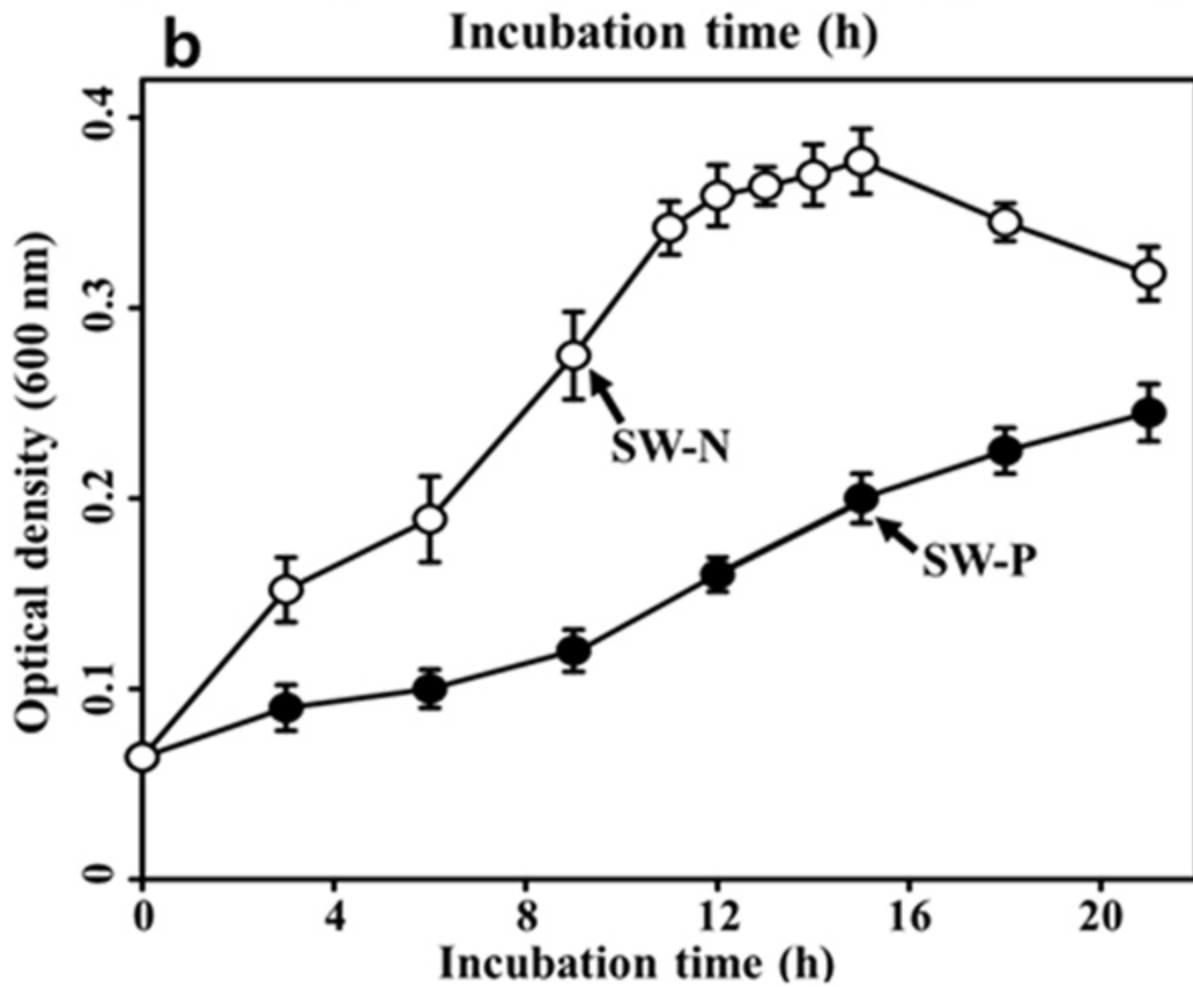 Incubation time (h)
b
0.4
0.3
0.2
0.1
0
Optical density (600 nm)
SW-N
SW-P
0 4 8 12 16 20
Incubation time (h)